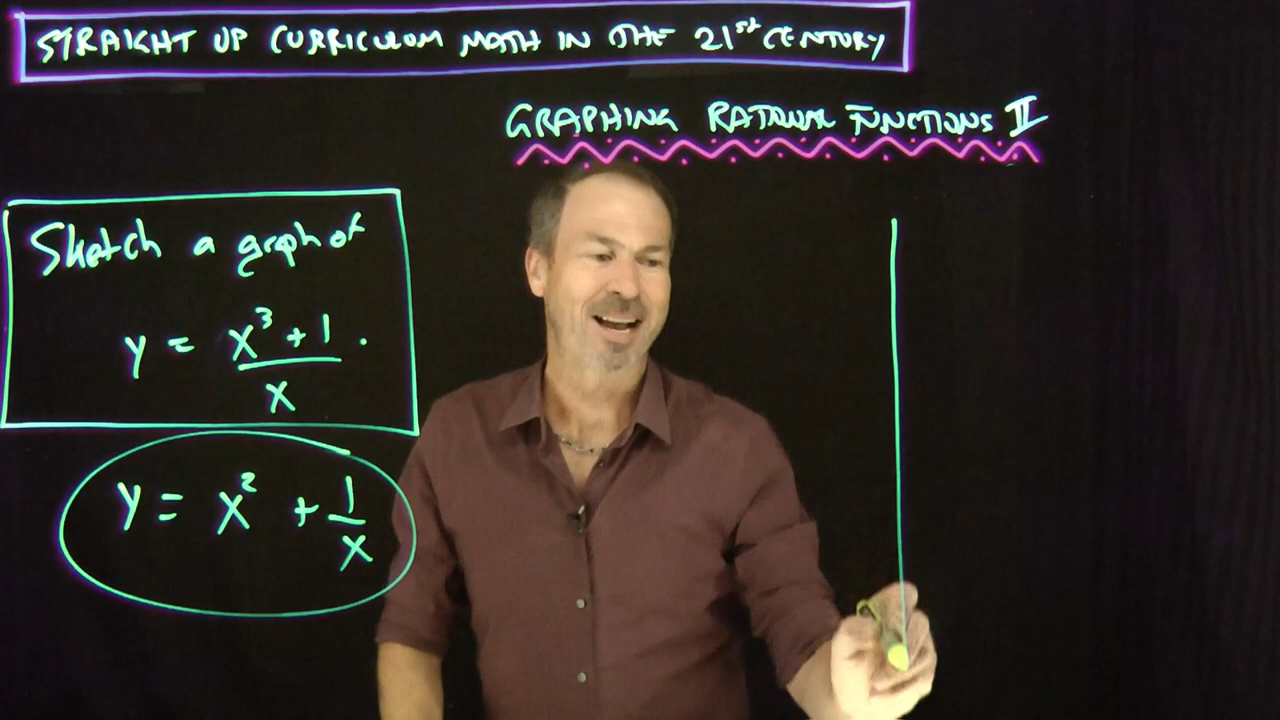 STRAIGHT UP CURRICULUM MATH IN THE 21st CENTURY
GRAPHING RATIONAL FUNCTIONS II
Sketch a graph of
y = x³ + 1 / x .
y = x² + 1/x